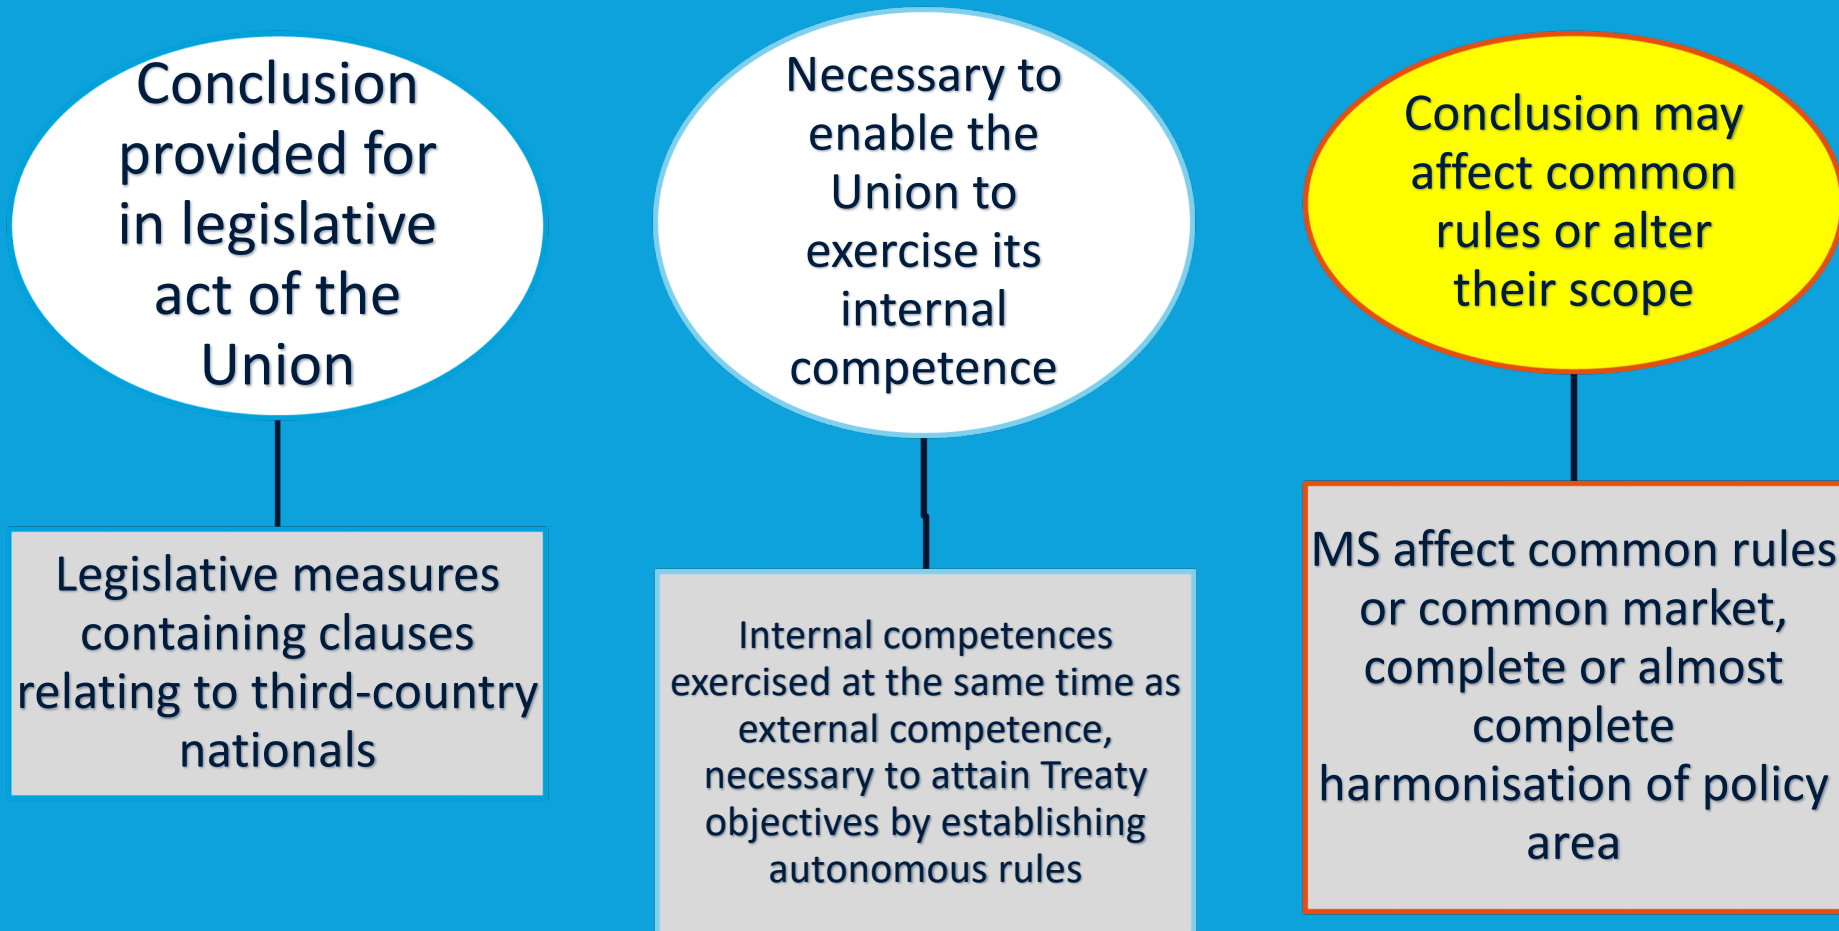 Conclusion
provided for
in legislative
act of the
Union
Legislative measures
containing clauses
relating to third-country
nationals
Necessary to
enable the
Union to
exercise its
internal
competence
Internal competences
exercised at the same time as
external competence,
necessary to attain Treaty
objectives by establishing
autonomous rules
Conclusion may
affect common
rules or alter
their scope
MS affect common rules
or common market,
complete or almost
complete
harmonisation of policy
area